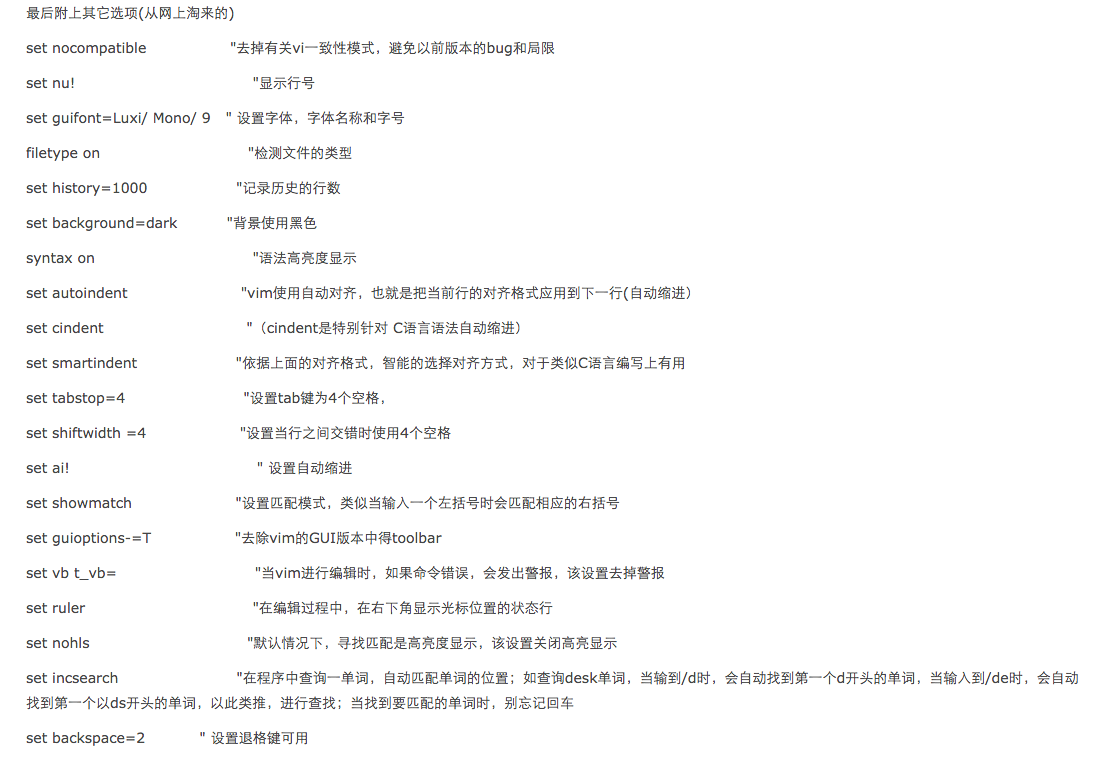 最后附上其它选项(从网上淘来的)
set nocompatible "去掉有关vi一致性模式，避免以前版本的bug和局限
set nu! "显示行号
set guifont=Luxi/ Mono/ 9 " 设置字体，字体名称和字号
filetype on "检测文件的类型
set history=1000 "记录历史的行数
set background=dark "背景使用黑色
syntax on "语法高亮度显示
set autoindent "vim使用自动对齐，也就是把当前行的对齐格式应用到下一行(自动缩进）
set cindent "（cindent是特别针对 C语言语法自动缩进）
set smartindent "依据上面的对齐格式，智能的选择对齐方式，对于类似C语言编写上有用
set tabstop=4 "设置tab键为4个空格，
set shiftwidth =4 "设置当行之间交错时使用4个空格
set ai! " 设置自动缩进
set showmatch "设置匹配模式，类似当输入一个左括号时会匹配相应的右括号
set guioptions-=T "去除vim的GUI版本中得toolbar
set vb t_vb= "当vim进行编辑时，如果命令错误，会发出警报，该设置去掉警报
set ruler "在编辑过程中，在右下角显示光标位置的状态行
set nohls "默认情况下，寻找匹配是高亮度显示，该设置关闭高亮显示
set incsearch "在程序中查询一单词，自动匹配单词的位置；如查询desk单词，当输到/d时，会自动找到第一个d开头的单词，当输入到/de时，会自动
找到第一个以ds开头的单词，以此类推，进行查找；当找到要匹配的单词时，别忘记回车
set backspace=2 " 设置退格键可用